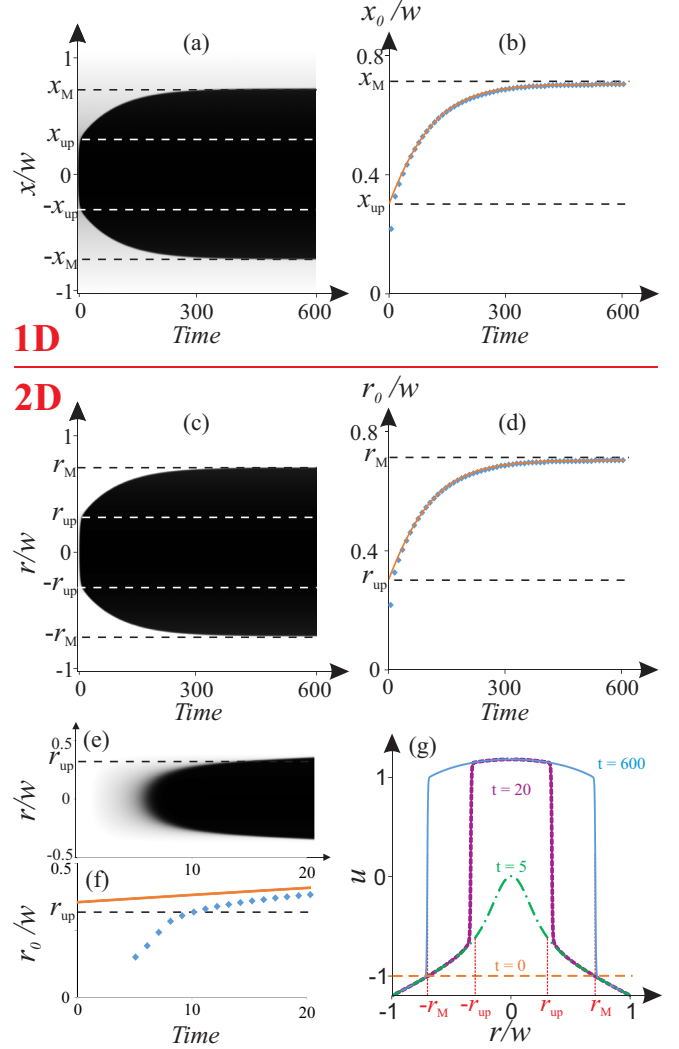 x₀/w
(a)
(b)
1
x_M
x_up
0
-x_up
-x_M
-1
x/w
0
300
600
Time
0.8
x_M
0.4
x_up
0
0
300
600
Time
1D
2D
r₀/w
(c)
(d)
1
r_M
r_up
0
-r_up
-r_M
-1
r/w
0
300
600
Time
0.8
r_M
0.4
r_up
0
0
300
600
Time
(e)
0.5
r_up
0
-0.5
r/w
10
20
(f)
0.5
r_up
0
r₀/w
0
10
20
Time
(g)
t = 600
t = 20
t = 5
t = 0
1
0
-1
u
-1
-r_M
-r_up
0
r_up
r_M
1
r/w